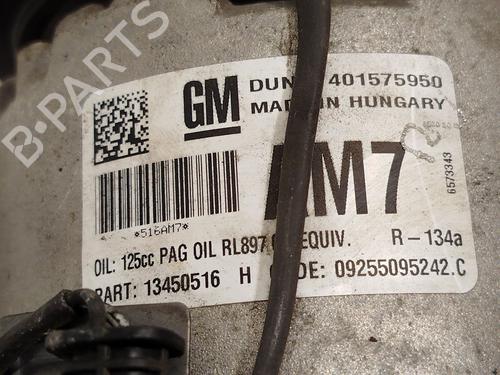 B-PARTS
GM
DUN 401575950
MADE IN HUNGARY
AM7
6573343
*516AM7*
OIL: 125cc PAG OIL RL897 EQUIV. R-134a
PART: 13450516 H CODE: 09255095242.C